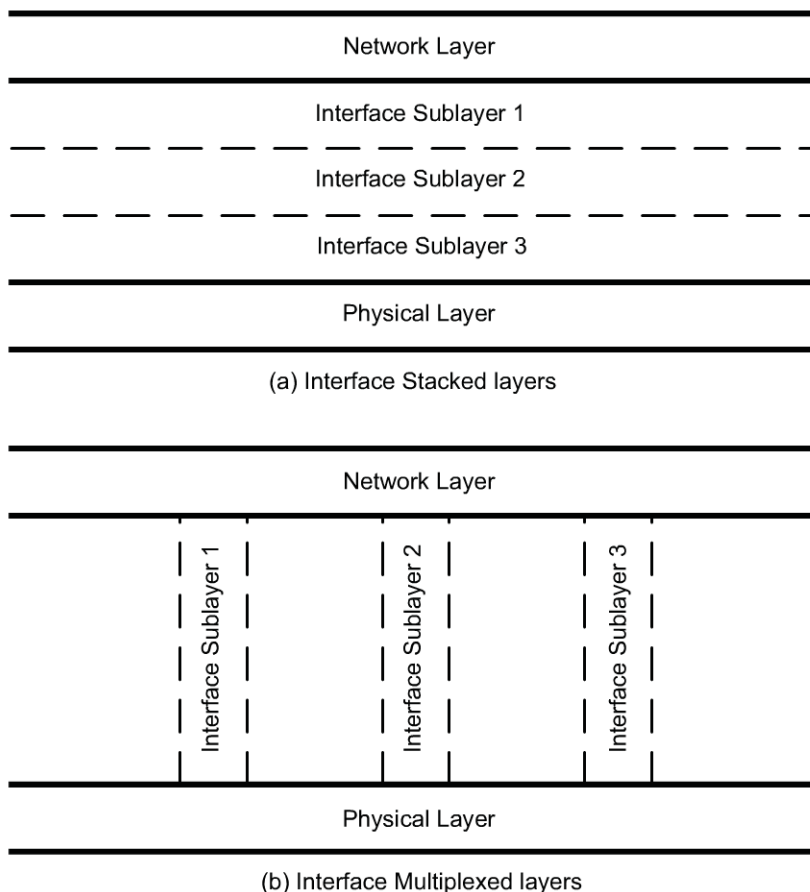 Network Layer
Interface Sublayer 1
Interface Sublayer 2
Interface Sublayer 3
Physical Layer
(a) Interface Stacked layers
Network Layer
Interface Sublayer 1
Interface Sublayer 2
Interface Sublayer 3
Physical Layer
(b) Interface Multiplexed layers